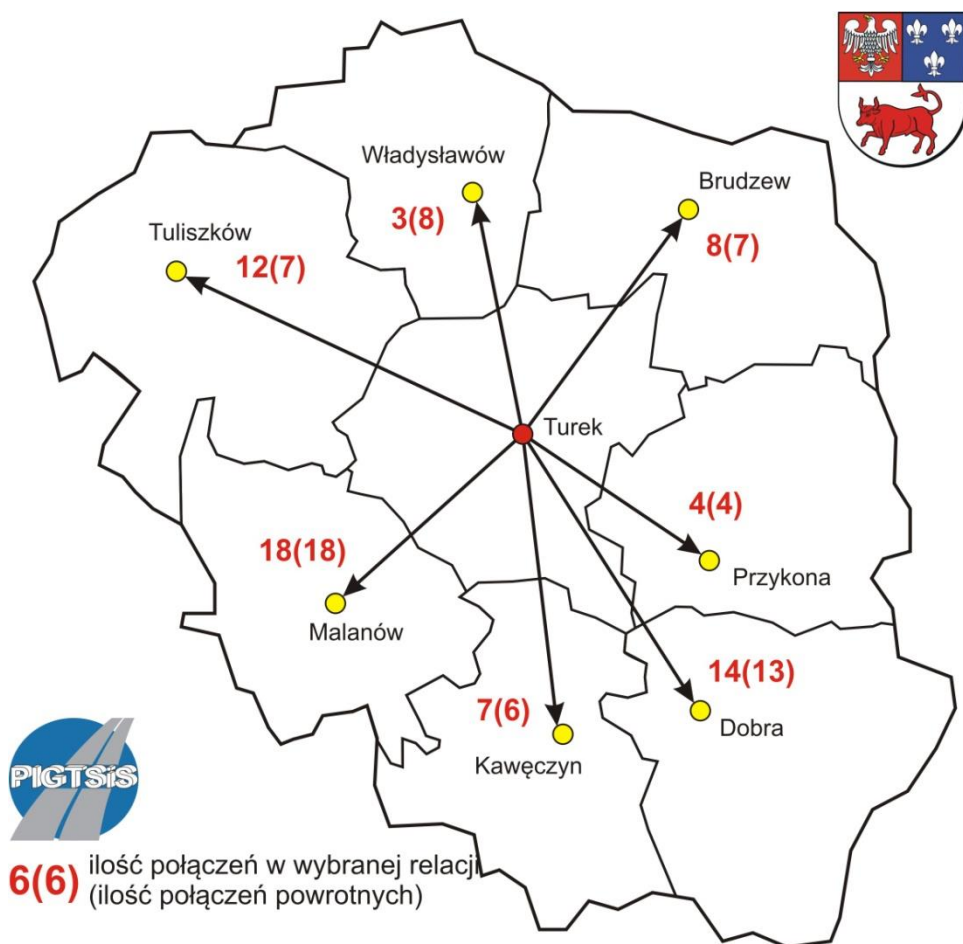 Władysławów
3(8)
Brudzew
8(7)
Tuliszków
12(7)
Turek
4(4)
Przykona
18(18)
Malanów
14(13)
Dobra
7(6)
Kawęczyn
PIGTSiS
6(6) ilość połączeń w wybranej relacji
(ilość połączeń powrotnych)